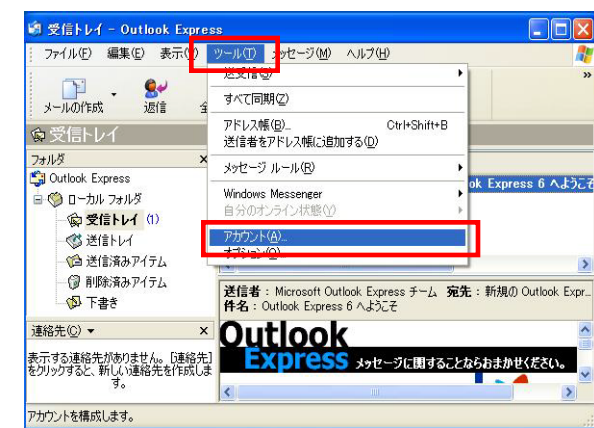 受信トレイ - Outlook Express
ファイル(F) 編集(E) 表示(V) ツール(T) メッセージ(M) ヘルプ(H)
送受信(S)
すべて同期(Z)
アドレス帳(B)... Ctrl+Shift+B
送信者をアドレス帳に追加する(D)
メッセージ ルール(R)
Windows Messenger
自分のオンライン状態(Y)
アカウント(A)...
オプション(O)...
メールの作成 返信 全
»
受信トレイ
フォルダ ×
Outlook Express
ローカル フォルダ
受信トレイ (1)
送信トレイ
送信済みアイテム
削除済みアイテム
下書き
ok Express 6 へようこそ
連絡先(C) ▼ ×
表示する連絡先がありません。[連絡先]
をクリックすると、新しい連絡先を作成しま
す。
送信者: Microsoft Outlook Express チーム 宛先: 新規の Outlook Expr...
件名: Outlook Express 6 へようこそ
Outlook
Express メッセージに関することならおまかせください。
アカウントを構成します。